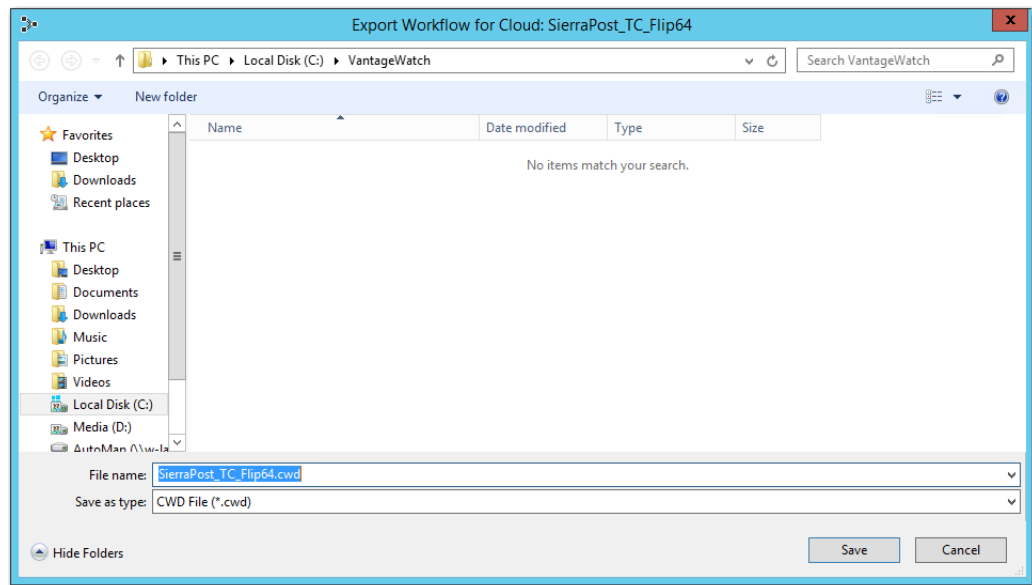 Export Workflow for Cloud: SierraPost_TC_Flip64
x
This PC Local Disk (C:) VantageWatch
Search VantageWatch
Organize New folder
Name Date modified Type Size
No items match your search.
Favorites
Desktop
Downloads
Recent places
This PC
Desktop
Documents
Downloads
Music
Pictures
Videos
Local Disk (C:)
Media (D:)
AutoMan (\\w-la
File name: SierraPost_TC_Flip64.cwd
Save as type: CWD File (*.cwd)
Hide Folders
Save Cancel